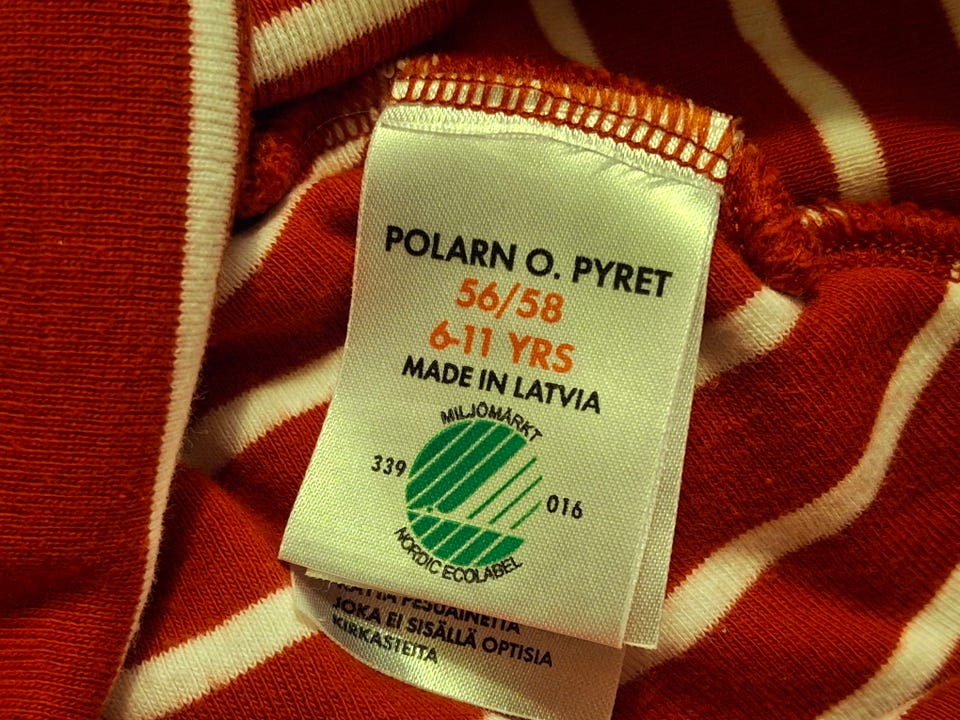 POLARN O. PYRET
56/58
6-11 YRS
MADE IN LATVIA
MILJÖMÄRKT
339
016
NORDIC ECOLABEL
PESUAINETTA
JOKA EI SISÄLLÄ OPTISIA
KIRKASTEITA